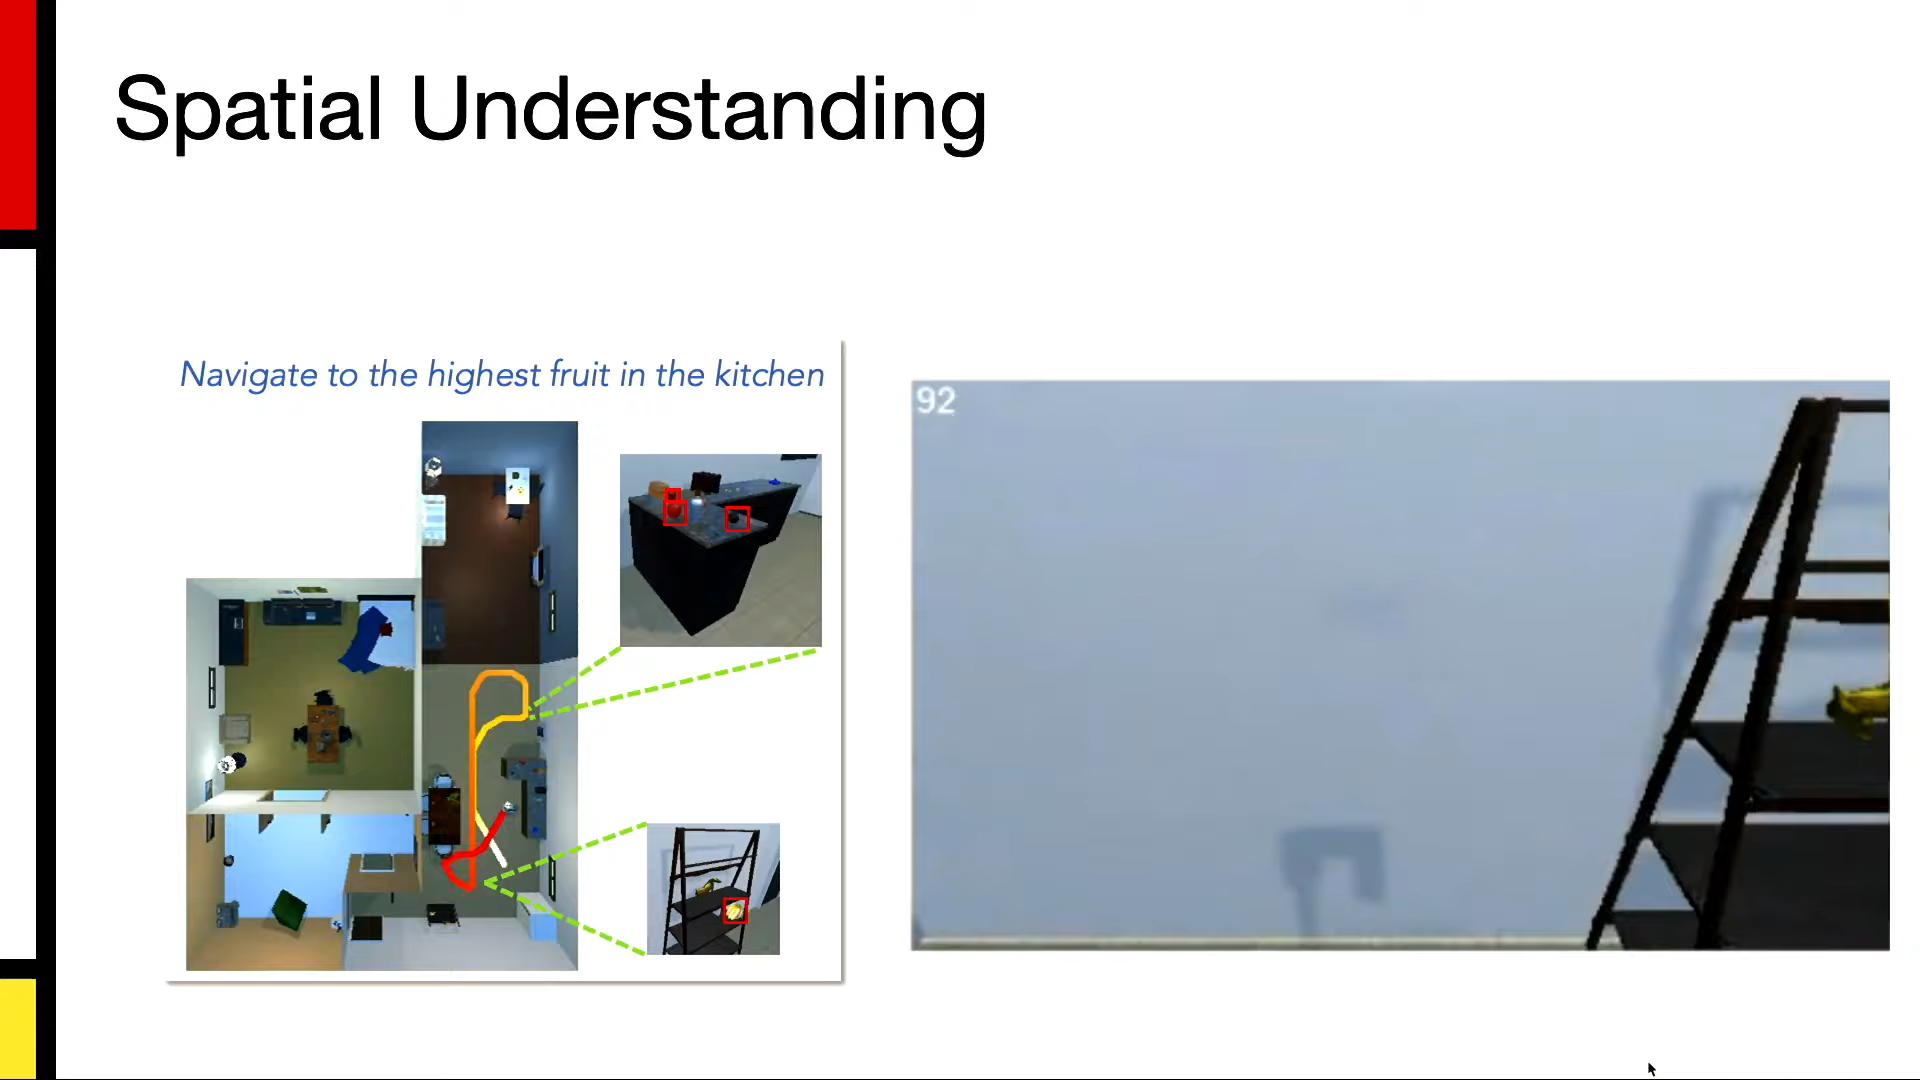 Spatial Understanding
Navigate to the highest fruit in the kitchen
92